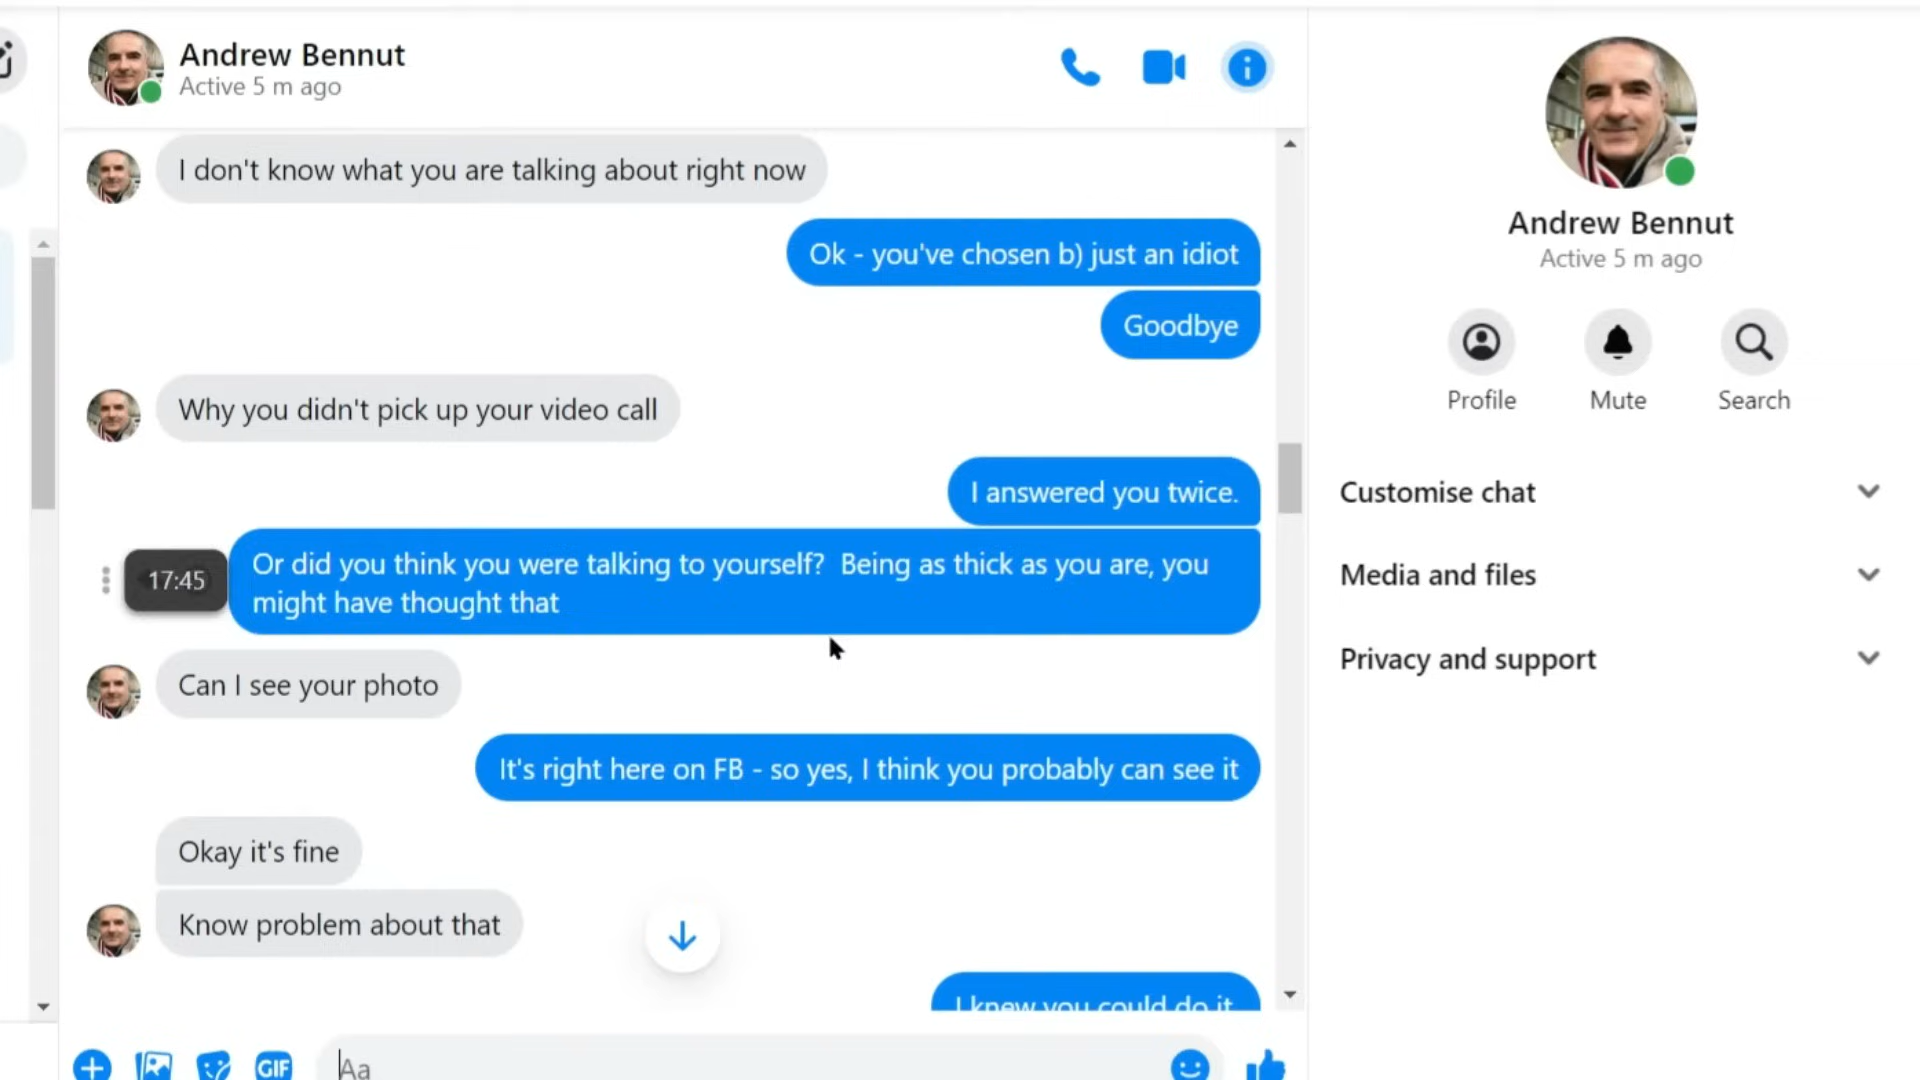 Andrew Bennut
Active 5 m ago
I don't know what you are talking about right now
Ok - you've chosen b) just an idiot
Goodbye
Why you didn't pick up your video call
I answered you twice.
17:45
Or did you think you were talking to yourself?  Being as thick as you are, you
might have thought that
Can I see your photo
It's right here on FB - so yes, I think you probably can see it
Okay it's fine
Know problem about that
I knew you could do it
GIF
Aa
Andrew Bennut
Active 5 m ago
Profile
Mute
Search
Customise chat
Media and files
Privacy and support